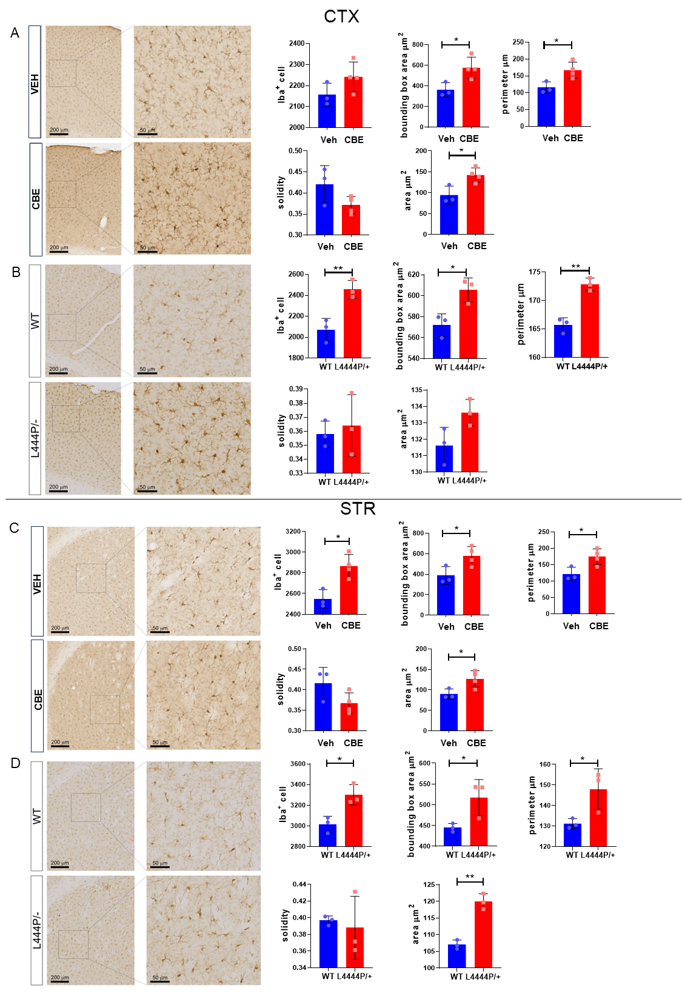 CTX
A
VEH
200 µm
50 µm
CBE
200 µm
50 µm
2400
2300
2200
2100
2000
Iba+ cell
Veh CBE
*
800
600
400
200
0
bounding box area µm2
Veh CBE
*
250
200
150
100
50
0
perimeter µm
Veh CBE
0.50
0.45
0.40
0.35
0.30
solidity
Veh CBE
*
200
150
100
50
0
area µm2
Veh CBE
B
WT
200 µm
50 µm
L444P/-
200 µm
50 µm
**
2600
2400
2200
2000
1800
Iba+ cell
WT L4444P/+
*
620
600
580
560
540
bounding box area µm2
WT L4444P/+
**
175
170
165
160
perimeter µm
WT L4444P/+
0.39
0.38
0.37
0.36
0.35
0.34
0.33
solidity
WT L4444P/+
135
134
133
132
131
130
area µm2
WT L4444P/+
STR
C
VEH
200 µm
50 µm
CBE
200 µm
50 µm
*
3200
3000
2800
2600
2400
Iba+ cell
Veh CBE
*
800
600
400
200
0
bounding box area µm2
Veh CBE
*
250
200
150
100
50
0
perimeter µm
Veh CBE
0.50
0.45
0.40
0.35
0.30
solidity
Veh CBE
*
200
150
100
50
0
area µm2
Veh CBE
D
WT
200 µm
50 µm
L444P/-
200 µm
50 µm
*
3600
3400
3200
3000
2800
Iba+ cell
WT L4444P/+
*
600
550
500
450
400
bounding box area µm2
WT L4444P/+
*
160
150
140
130
120
perimeter µm
WT L4444P/+
0.44
0.42
0.40
0.38
0.36
0.34
solidity
WT L4444P/+
**
125
120
115
110
105
100
area µm2
WT L4444P/+